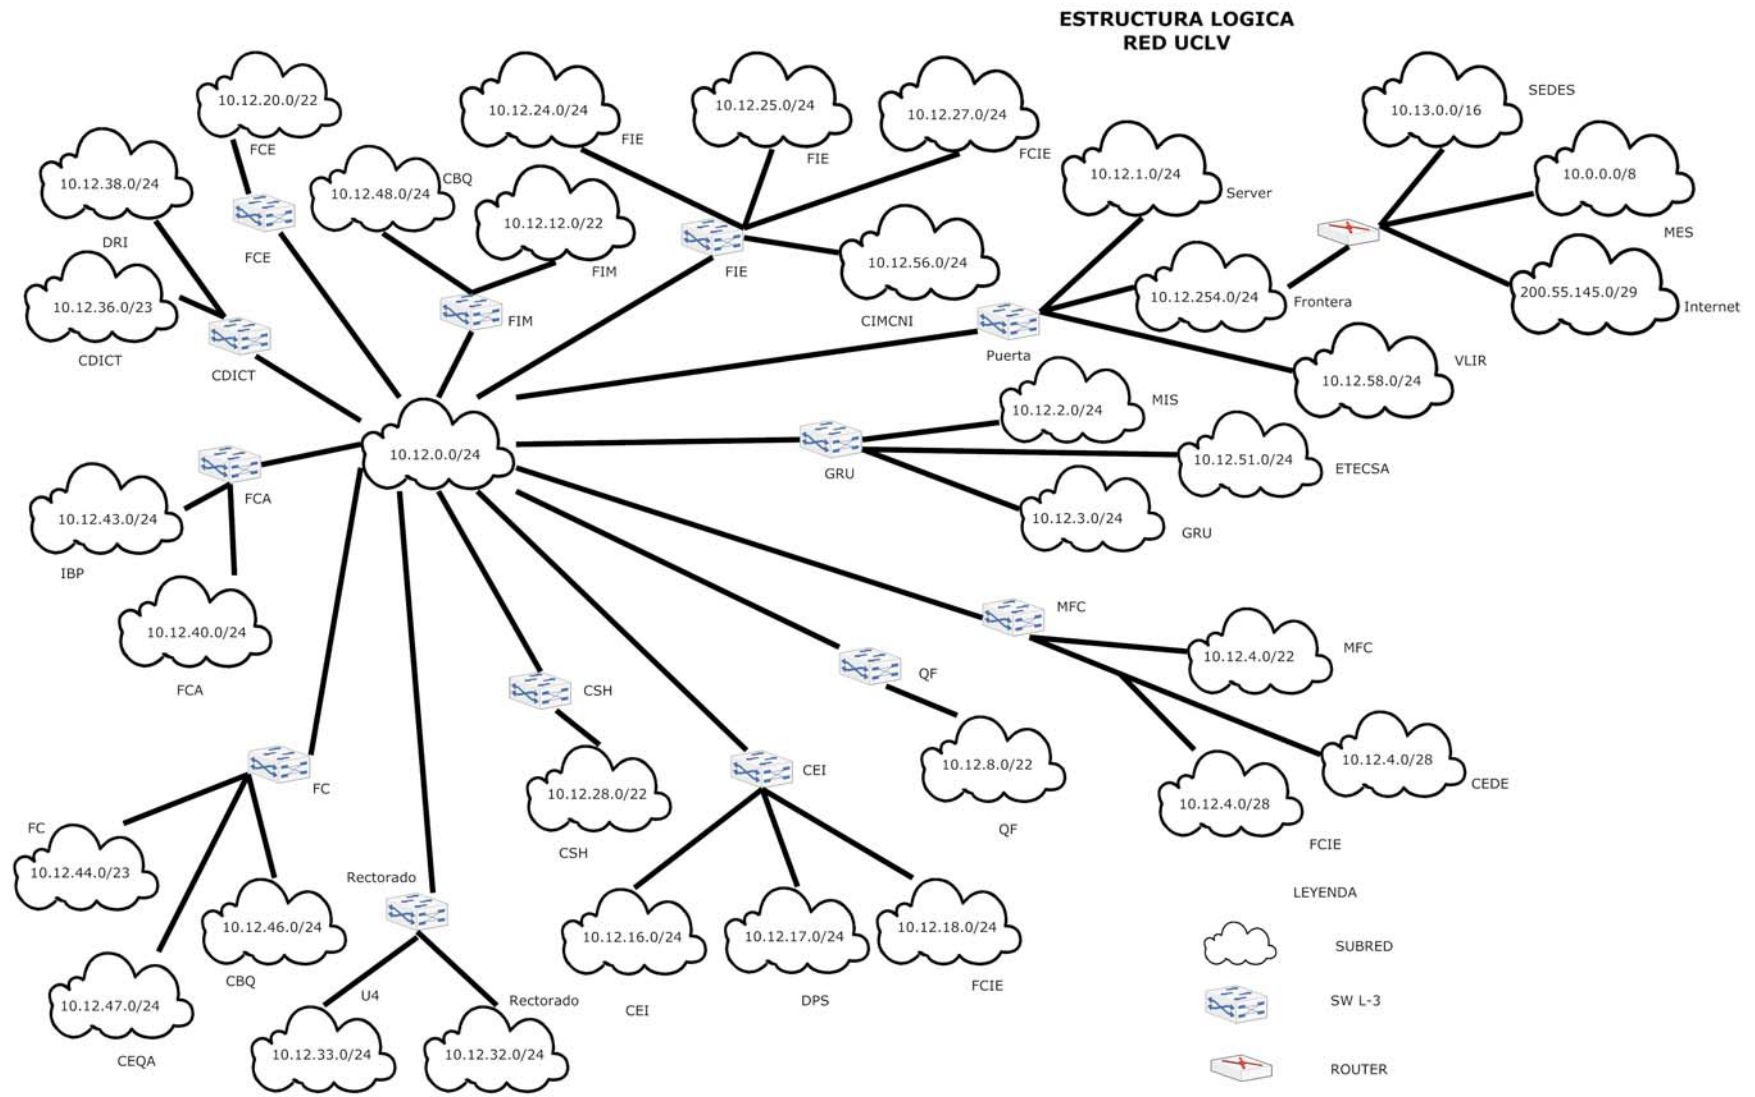 ESTRUCTURA LOGICA
RED UCLV
10.12.20.0/22
FCE
10.12.38.0/24
DRI
FCE
10.12.48.0/24
CBQ
10.12.12.0/22
FIM
FIM
10.12.24.0/24
FIE
10.12.25.0/24
FIE
10.12.27.0/24
FCIE
FIE
10.12.56.0/24
CIMCNI
10.12.1.0/24
Server
10.12.254.0/24
Frontera
Puerta
10.12.58.0/24
VLIR
10.13.0.0/16
SEDES
10.0.0.0/8
MES
200.55.145.0/29
Internet
10.12.36.0/23
CDICT
CDICT
10.12.0.0/24
10.12.2.0/24
MIS
GRU
10.12.51.0/24
ETECSA
10.12.3.0/24
GRU
FCA
10.12.43.0/24
IBP
10.12.40.0/24
FCA
MFC
10.12.4.0/22
MFC
10.12.4.0/28
CEDE
10.12.4.0/28
FCIE
QF
10.12.8.0/22
QF
CSH
10.12.28.0/22
CSH
CEI
10.12.16.0/24
CEI
10.12.17.0/24
DPS
10.12.18.0/24
FCIE
FC
FC
10.12.44.0/23
10.12.46.0/24
CBQ
10.12.47.0/24
CEQA
Rectorado
U4
10.12.33.0/24
Rectorado
10.12.32.0/24
LEYENDA
SUBRED
SW L-3
ROUTER